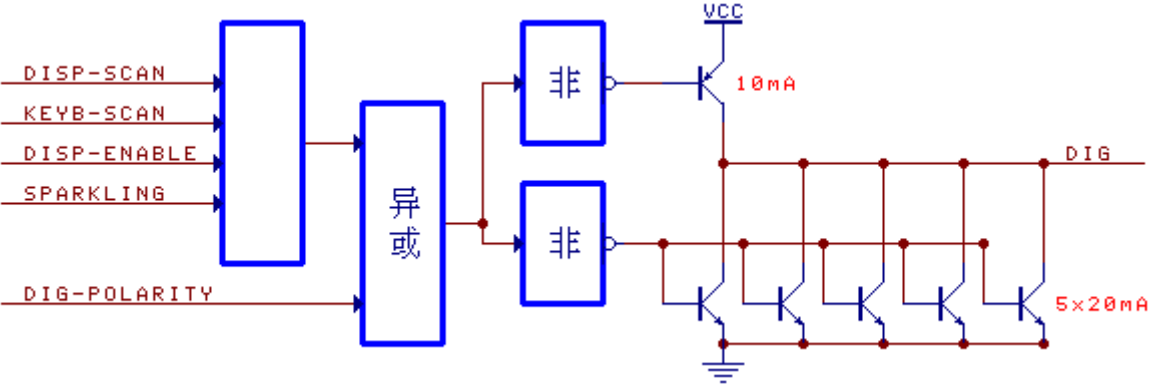 VCC
DISP-SCAN
非
10mA
KEYB-SCAN
DISP-ENABLE
DIG
SPARKLING
异或
非
DIG-POLARITY
5x20mA